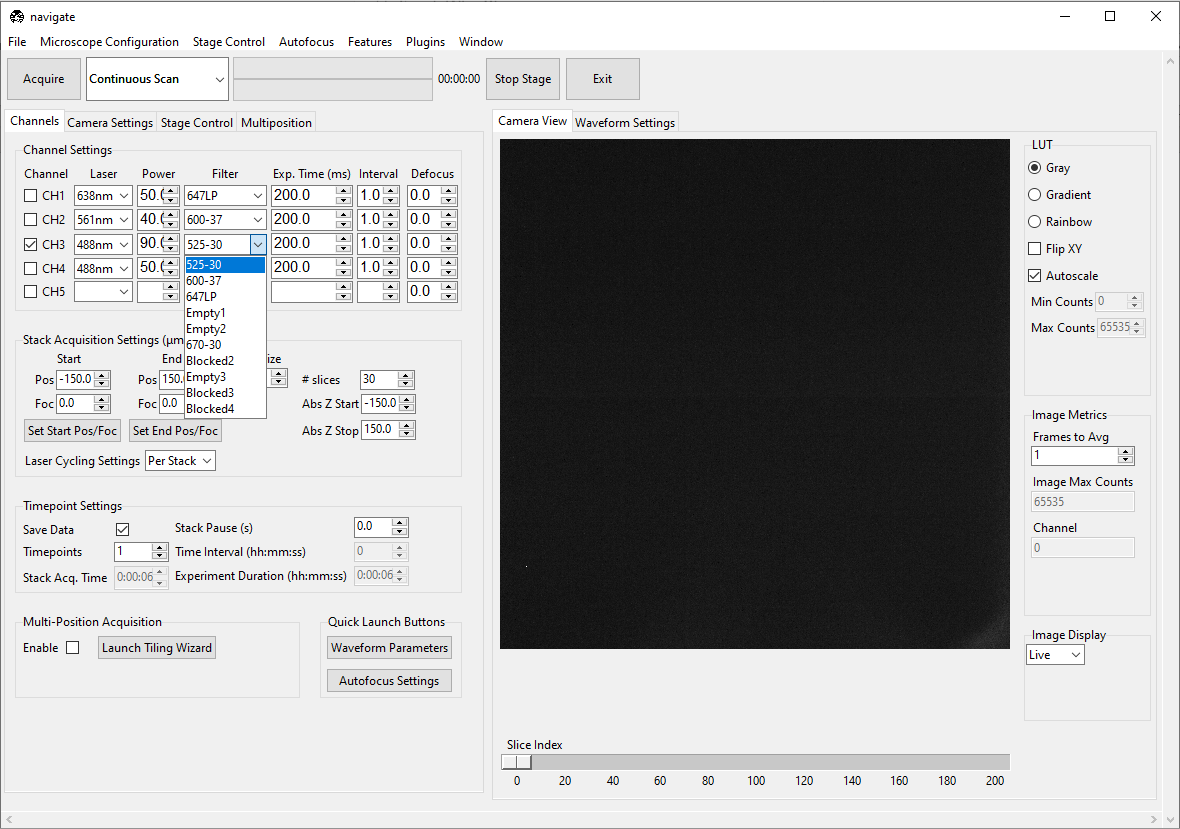 navigate
File Microscope Configuration Stage Control Autofocus Features Plugins Window
Acquire Continuous Scan 00:00:00 Stop Stage Exit
Channels Camera Settings Stage Control Multiposition
Camera View Waveform Settings
Channel Settings
Channel Laser Power Filter Exp. Time (ms) Interval Defocus
CH1 638nm 50.0 647LP 200.0 1.0 0.0
CH2 561nm 40.0 600-37 200.0 1.0 0.0
CH3 488nm 90.0 525-30 200.0 1.0 0.0
CH4 488nm 50.0 200.0 1.0 0.0
CH5 0.0
525-30
600-37
647LP
Empty1
Empty2
670-30
Blocked2
Empty3
Blocked3
Blocked4
Stack Acquisition Settings (µm
Start End ize
Pos -150.0 Pos 150. # slices 30
Foc 0.0 Foc 0.0 Abs Z Start -150.0
Set Start Pos/Foc Set End Pos/Foc Abs Z Stop 150.0
Laser Cycling Settings Per Stack
Timepoint Settings
Save Data Stack Pause (s) 0.0
Timepoints 1 Time Interval (hh:mm:ss) 0
Stack Acq. Time 0:00:06 Experiment Duration (hh:mm:ss) 0:00:06
Multi-Position Acquisition
Enable Launch Tiling Wizard
Quick Launch Buttons
Waveform Parameters
Autofocus Settings
Slice Index
0 20 40 60 80 100 120 140 160 180 200
LUT
Gray
Gradient
Rainbow
Flip XY
Autoscale
Min Counts 0
Max Counts 65535
Image Metrics
Frames to Avg
1
Image Max Counts
65535
Channel
0
Image Display
Live